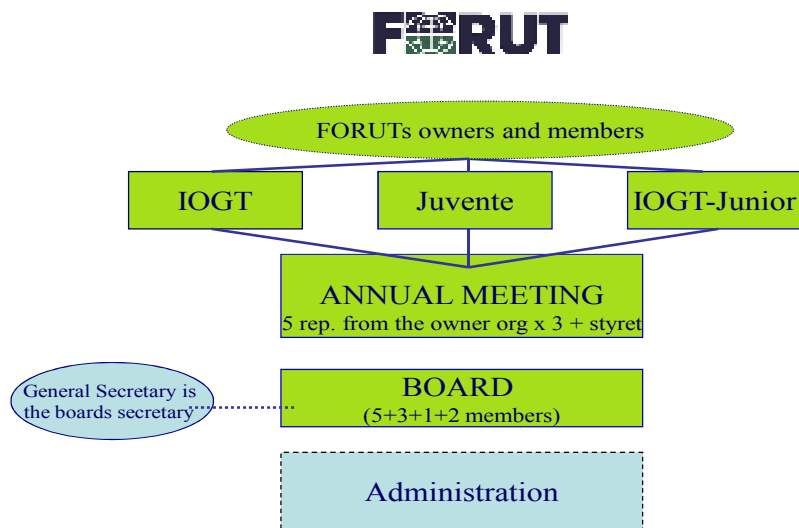 FORUT
FORUTs owners and members
IOGT
Juvente
IOGT-Junior
ANNUAL MEETING
5 rep. from the owner org x 3 + styret
General Secretary is
the boards secretary
BOARD
(5+3+1+2 members)
Administration